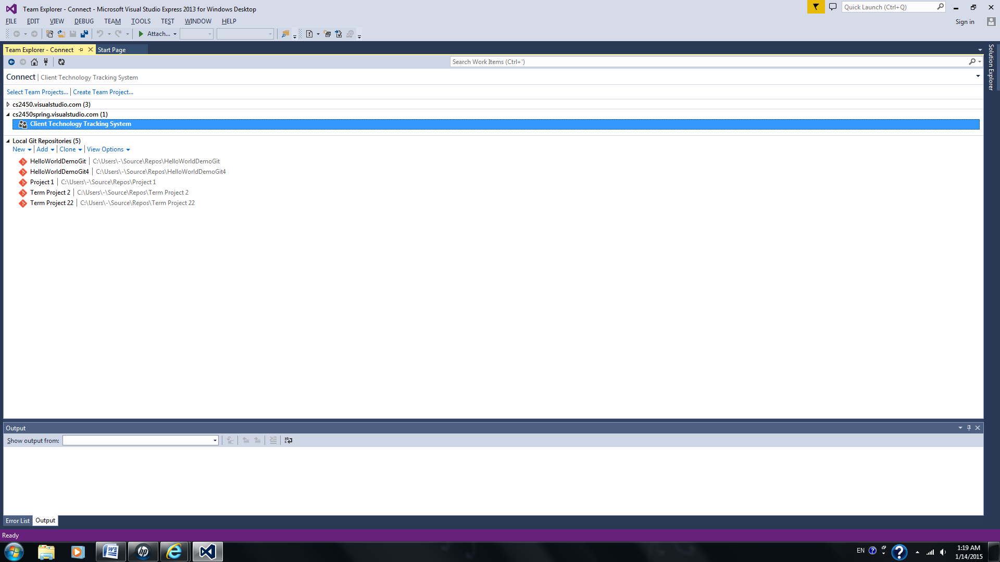 Team Explorer - Connect - Microsoft Visual Studio Express 2013 for Windows Desktop
Quick Launch (Ctrl+Q)
FILE EDIT VIEW DEBUG TEAM TOOLS TEST WINDOW HELP
Sign in
Attach...
Team Explorer - Connect Start Page
Solution Explorer
Search Work Items (Ctrl+')
Connect | Client Technology Tracking System
Select Team Projects... | Create Team Project...
cs2450.visualstudio.com (3)
cs2450spring.visualstudio.com (1)
Client Technology Tracking System
Local Git Repositories (5)
New | Add | Clone | View Options
HelloWorldDemoGit | C:\Users\-\Source\Repos\HelloWorldDemoGit
HelloWorldDemoGit4 | C:\Users\-\Source\Repos\HelloWorldDemoGit4
Project 1 | C:\Users\-\Source\Repos\Project 1
Term Project 2 | C:\Users\-\Source\Repos\Term Project 2
Term Project 22 | C:\Users\-\Source\Repos\Term Project 22
Output
Show output from:
Error List Output
Ready
EN
1:19 AM
1/14/2015